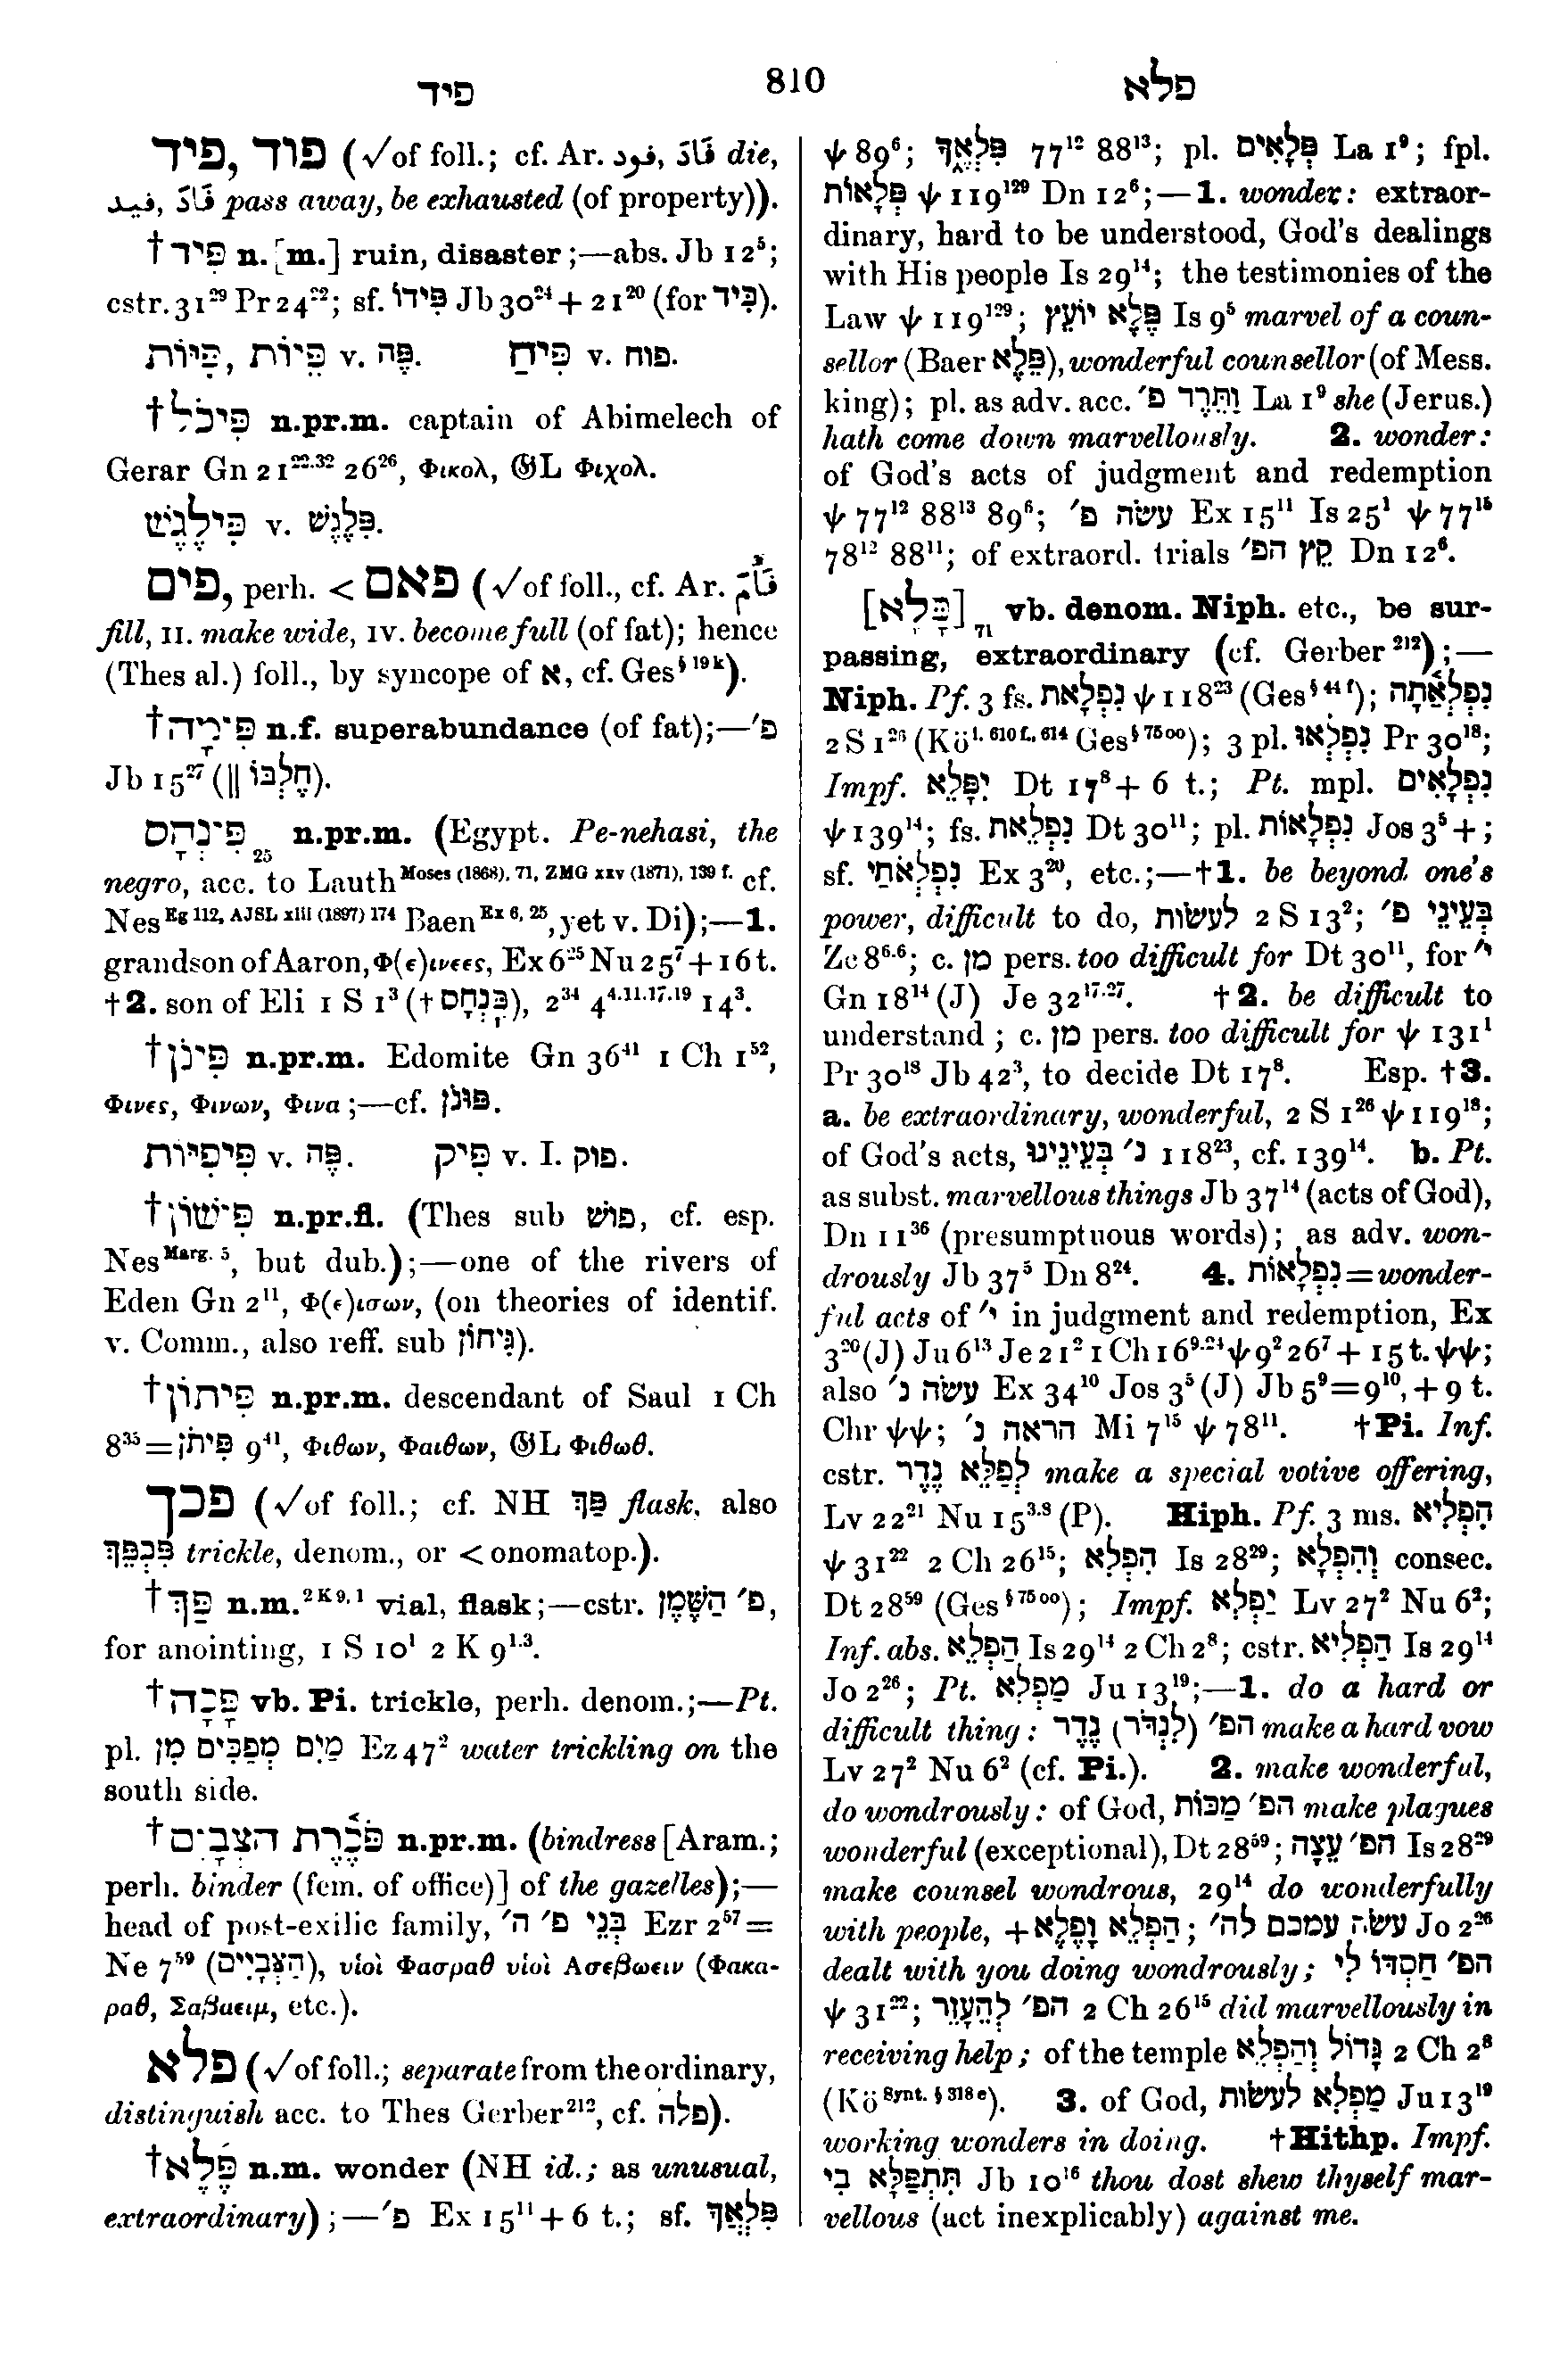 פיד 810 פלא
פוד, פיד (√of foll.; cf. Ar. فود, فَادَ die,
فيد, فَادَ pass away, be exhausted (of property)).
†פִּיד n.[m.] ruin, disaster;—abs. Jb 12⁵;
cstr. 31²⁹ Pr 24²²; sf. פִּידוֹ Jb 30²⁴ + 21²⁰ (for כִּיד).
פִּיּוֹת, פֵּיוֹת v. פֶּה. פִּיחַ v. פוח.
†פִּיכֹל n.pr.m. captain of Abimelech of
Gerar Gn 21²²·³² 26²⁶, Φικολ, 𝔊L Φιχολ.
פִּילֶגֶשׁ v. פִּלֶגֶשׁ.
פים, perh. < פאם (√of foll., cf. Ar.
fill, II. make wide, IV. become full (of fat); hence
(Thes al.) foll., by syncope of א, cf. Ges§ ¹⁹ᵏ).
†פִּימָה n.f. superabundance (of fat);—פ׳
Jb 15²⁷ (‖ חֶלְבּוֹ).
פִּינְחָס ₂₅ n.pr.m. (Egypt. Pe-nehasi, the
negro, acc. to Lauth Moses (1868), 71, ZMG xxv (1871), 139 f. cf.
Nes Eg 112, AJSL xiii (1897) 174 Baen Ex 6, 25, yet v. Di);—1.
grandson of Aaron, Φ(ε)ινεες, Ex 6²⁵ Nu 25⁷ + 16 t.
†2. son of Eli 1 S 1³ (†פִּנְחָס), 2³⁴ 4⁴·¹¹·¹⁷·¹⁹ 14³.
†פִּינֹן n.pr.m. Edomite Gn 36⁴¹ 1 Ch 1⁵²,
Φινες, Φινων, Φινα;—cf. פּוּנֹן.
פִּיפִיּוֹת v. פֶּה. פִּיק v. I. פוק.
†פִּישׁוֹן n.pr.fl. (Thes sub פושׁ, cf. esp.
Nes Marg. 5, but dub.);—one of the rivers of
Eden Gn 2¹¹, Φ(ε)ισων, (on theories of identif.
v. Comm., also reff. sub גִּיחוֹן).
†פִּיתוֹן n.pr.m. descendant of Saul 1 Ch
8³⁵ = פִּיתֹן 9⁴¹, Φιθων, Φαιθων, 𝔊L Φιθωθ.
פכך (√of foll.; cf. NH פַּךְ flask, also
פִּכְפֵּךְ trickle, denom., or < onomatop.).
†פַּךְ n.m.²ᴷ⁹˒¹ vial, flask;—cstr. פ׳ הַשֶּׁמֶן,
for anointing, 1 S 10¹ 2 K 9¹·³.
†פָּכָה vb. Pi. trickle, perh. denom.;—Pt.
pl. מַיִם מְפַכִּים מִן Ez 47² water trickling on the
south side.
†פֹּכֶרֶת הצבים n.pr.m. (bindress [Aram.;
perh. binder (fem. of office)] of the gazelles);—
head of post-exilic family, בְּנֵי פ׳ ה׳ Ezr 2⁵⁷ =
Ne 7⁵⁹ (הַצְּבָיִים), υἱοὶ Φασραθ υἱοὶ Ασεβωειν (Φακα-
ραθ, Σαβαειμ, etc.).
פלא (√of foll.; separate from the ordinary,
distinguish acc. to Thes Gerber²¹², cf. פלה).
†פֶּלֶא n.m. wonder (NH id.; as unusual,
extraordinary);—פ׳ Ex 15¹¹ + 6 t.; sf. פִּלְאֲךָ
ψ 89⁶; פִּלְאֶךָ 77¹² 88¹³; pl. פְּלָאִים La 1⁹; fpl.
פְּלָאוֹת ψ 119¹²⁹ Dn 12⁶;—1. wonder: extraor-
dinary, hard to be understood, God's dealings
with His people Is 29¹⁴; the testimonies of the
Law ψ 119¹²⁹; פֶּלֶא יוֹעֵץ Is 9⁵ marvel of a coun-
sellor (Baer פֵּלֶא), wonderful counsellor (of Mess.
king); pl. as adv. acc. וַתֵּרֶד פ׳ La 1⁹ she (Jerus.)
hath come down marvellously. 2. wonder:
of God's acts of judgment and redemption
ψ 77¹² 88¹³ 89⁶; עשׂה פ׳ Ex 15¹¹ Is 25¹ ψ 77¹⁵
78¹² 88¹¹; of extraord. trials קֵץ הפ׳ Dn 12⁶.
[פָּלָא] ₇₁ vb. denom. Niph. etc., be sur-
passing, extraordinary (cf. Gerber²¹²);—
Niph. Pf. 3 fs. נִפְלָאת ψ 118²³ (Ges§ ⁴⁴ᶠ); נִפְלְאַתָה
2 S 1²⁶ (Kö I. 610 f., 614 Ges§ ⁷⁵ᵒᵒ); 3 pl. נִפְלְאוּ Pr 30¹⁸;
Impf. יִפָּלֵא Dt 17⁸ + 6 t.; Pt. mpl. נִפְלָאִים
ψ 139¹⁴; fs. נִפְלֵאת Dt 30¹¹; pl. נִפְלָאוֹת Jos 3⁵ +;
sf. נִפְלְאֹתַי Ex 3²⁰, etc.;—†1. be beyond one's
power, difficult to do, לעשׂות 2 S 13²; בְּעֵינֵי פ׳
Zc 8⁶·⁶; c. מן pers. too difficult for Dt 30¹¹, for י׳
Gn 18¹⁴ (J) Je 32¹⁷·²⁷. †2. be difficult to
understand; c. מן pers. too difficult for ψ 131¹
Pr 30¹⁸ Jb 42³, to decide Dt 17⁸. Esp. †3.
a. be extraordinary, wonderful, 2 S 1²⁶ ψ 119¹⁸;
of God's acts, נ׳ בְּעֵינֵינוּ 118²³, cf. 139¹⁴. b. Pt.
as subst. marvellous things Jb 37¹⁴ (acts of God),
Dn 11³⁶ (presumptuous words); as adv. won-
drously Jb 37⁵ Dn 8²⁴. 4. נִפְלָאוֹת = wonder-
ful acts of י׳ in judgment and redemption, Ex
3²⁰ (J) Ju 6¹³ Je 21² 1 Ch 16⁹·²⁴ ψ 9² 26⁷ + 15 t. ψψ;
also עשׂה נ׳ Ex 34¹⁰ Jos 3⁵ (J) Jb 5⁹ = 9¹⁰, + 9 t.
Chr ψψ; הראה נ׳ Mi 7¹⁵ ψ 78¹¹. †Pi. Inf.
cstr. לְפַלֵּא נֶדֶר make a special votive offering,
Lv 22²¹ Nu 15³·⁸ (P). Hiph. Pf. 3 ms. הִפְלִיא
ψ 31²² 2 Ch 26¹⁵; הִפְלִא Is 28²⁹; וְהִפְלָא consec.
Dt 28⁵⁹ (Ges§ ⁷⁵ᵒᵒ); Impf. יַפְלִא Lv 27² Nu 6²;
Inf. abs. הַפְלֵא Is 29¹⁴ 2 Ch 2⁸; cstr. הַפְלִיא Is 29¹⁴
Jo 2²⁶; Pt. מַפְלִא Ju 13¹⁹;—1. do a hard or
difficult thing: הפ׳ (לִנְדֹּר) נֶדֶר make a hard vow
Lv 27² Nu 6² (cf. Pi.). 2. make wonderful,
do wondrously: of God, הפ׳ מַכּוֹת make plagues
wonderful (exceptional), Dt 28⁵⁹; הפ׳ עֵצָה Is 28²⁹
make counsel wondrous, 29¹⁴ do wonderfully
with people, + הַפְלֵא וָפֶלֶא; עשׂה עמכם לה׳ Jo 2²⁶
dealt with you doing wondrously; הפ׳ חַסְדּוֹ לִי
ψ 31²²; הפ׳ לְהֵעָזֵר 2 Ch 26¹⁵ did marvellously in
receiving help; of the temple גָּדוֹל וְהַפְלֵא 2 Ch 2⁸
(Kö Synt. § 318 e). 3. of God, מַפְלִא לעשׂות Ju 13¹⁹
working wonders in doing. †Hithp. Impf.
תִּתְפַּלָּא בִי Jb 10¹⁶ thou dost shew thyself mar-
vellous (act inexplicably) against me.